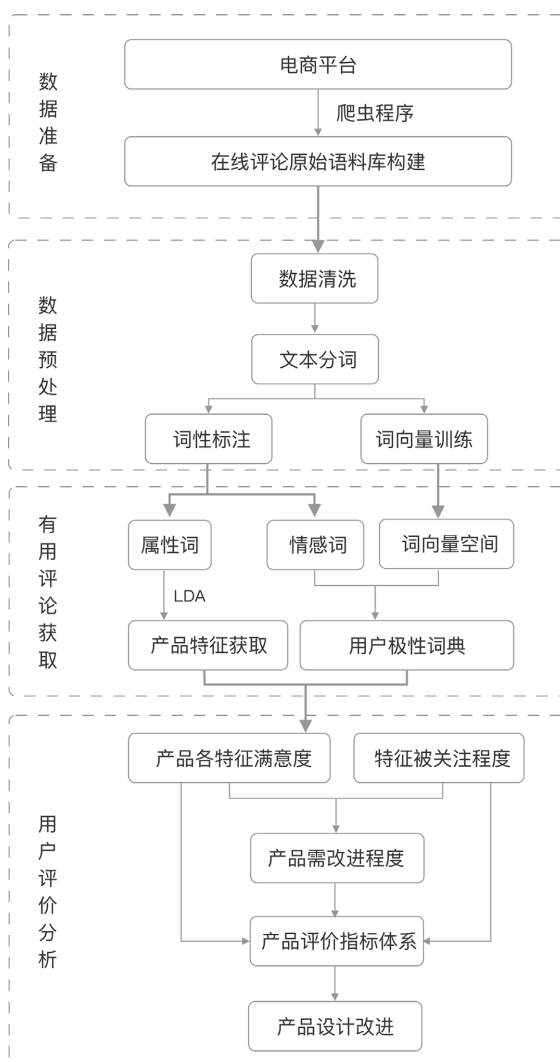 数据准备
电商平台
爬虫程序
在线评论原始语料库构建
数据预处理
数据清洗
文本分词
词性标注
词向量训练
有用评论获取
属性词
情感词
词向量空间
LDA
产品特征获取
用户极性词典
用户评价分析
产品各特征满意度
特征被关注程度
产品需改进程度
产品评价指标体系
产品设计改进